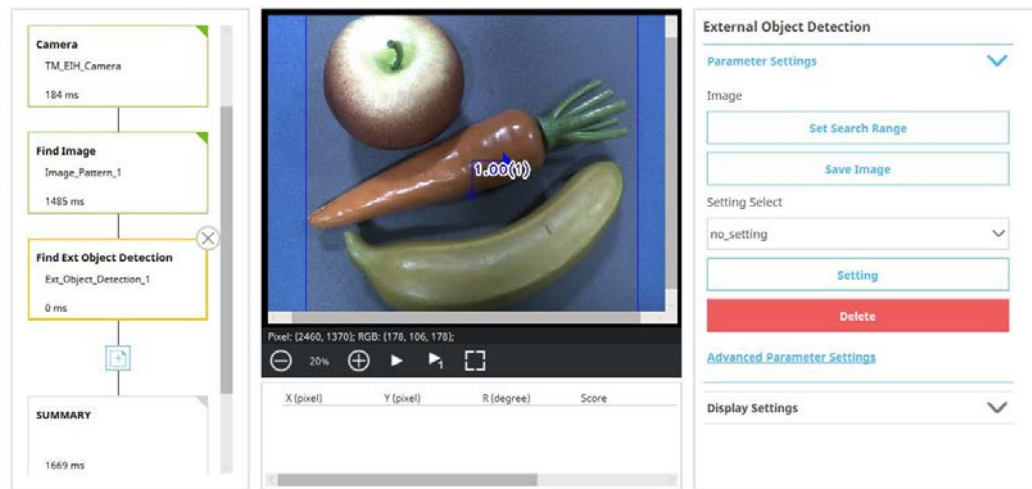 Camera
TM_EIH_Camera
184 ms
Find Image
Image_Pattern_1
1485 ms
Find Ext Object Detection
Ext_Object_Detection_1
0 ms
SUMMARY
1669 ms
1.00(1)
Pixel: (2460, 1370); RGB: (178, 106, 178);
20%
1
X (pixel) Y (pixel) R (degree) Score
External Object Detection
Parameter Settings
Image
Set Search Range
Save Image
Setting Select
no_setting
Setting
Delete
Advanced Parameter Settings
Display Settings